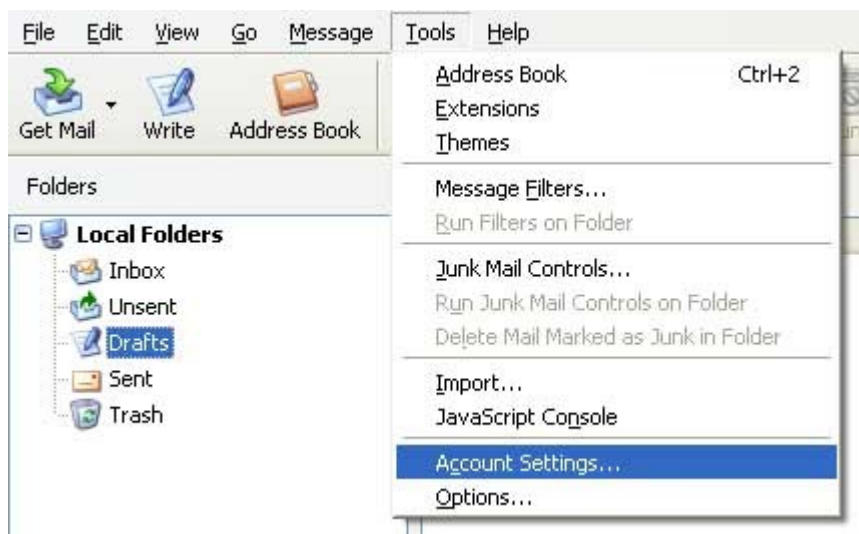 File Edit View Go Message Tools Help
Get Mail Write Address Book
Folders
Local Folders
Inbox
Unsent
Drafts
Sent
Trash
Address Book Ctrl+2
Extensions
Themes
Message Filters...
Run Filters on Folder
Junk Mail Controls...
Run Junk Mail Controls on Folder
Delete Mail Marked as Junk in Folder
Import...
JavaScript Console
Account Settings...
Options...